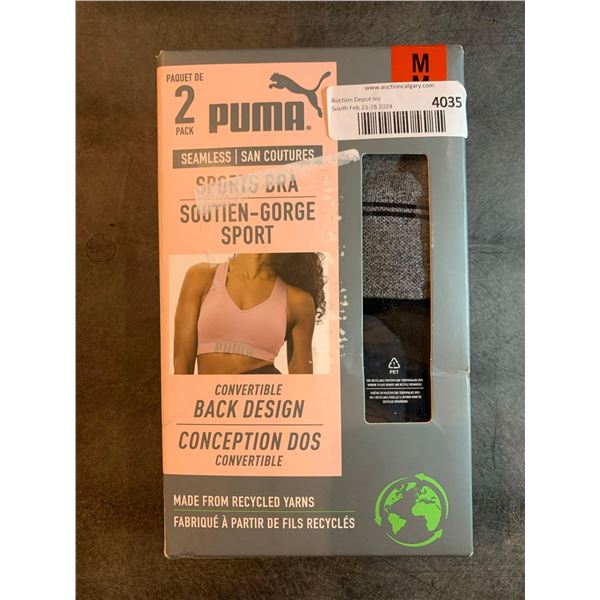 PAQUET DE
2
PACK
PUMA
M
M
www.auctioncalgary.com
Auction Depot Inc
South Feb 23-28 2024
4035
SEAMLESS | SAN COUTURES
SPORTS BRA
SOUTIEN-GORGE
SPORT
PUMA
CONVERTIBLE
BACK DESIGN
CONCEPTION DOS
CONVERTIBLE
PET
MADE FROM RECYCLED YARNS
FABRIQUÉ À PARTIR DE FILS RECYCLÉS